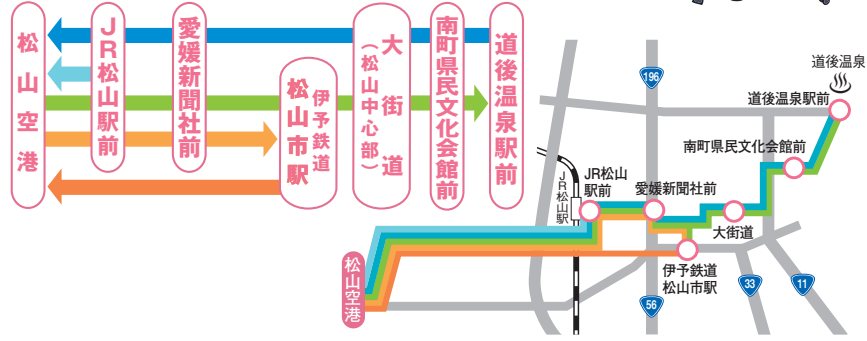 松山空港
JR松山駅前
愛媛新聞社前
伊予鉄道
松山市駅
大街道
（松山中心部）
南町県民文化会館前
道後温泉駅前
196
道後温泉
道後温泉駅前
南町県民文化会館前
JR松山
駅前
JR松山駅
愛媛新聞社前
大街道
伊予鉄道
松山市駅
松山空港
56
33
11